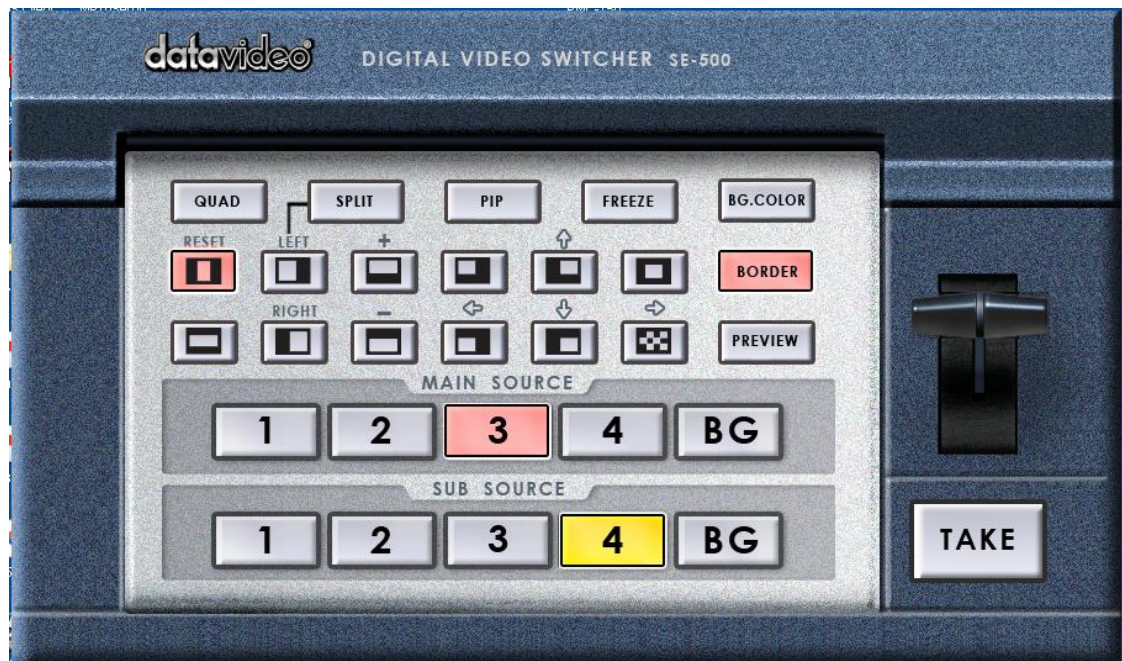 datavideo DIGITAL VIDEO SWITCHER SE-500
QUAD SPLIT PIP FREEZE BG.COLOR
RESET LEFT +
BORDER
RIGHT −
PREVIEW
MAIN SOURCE
1 2 3 4 BG
SUB SOURCE
1 2 3 4 BG
TAKE